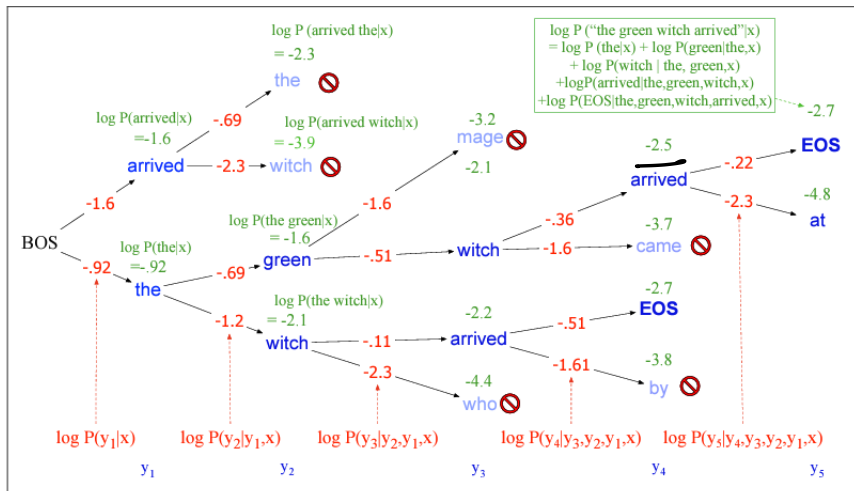 log P (arrived the|x)
= -2.3
the
log P ("the green witch arrived"|x)
= log P (the|x) + log P(green|the,x)
+ log P(witch | the, green,x)
+logP(arrived|the,green,witch,x)
+log P(EOS|the,green,witch,arrived,x)
log P(arrived|x)
=-1.6
-.69
log P(arrived witch|x)
= -3.9
arrived
-2.3
witch
-3.2
mage
-2.1
-2.5
arrived
-.22
-2.7
EOS
-1.6
-1.6
-2.3
-4.8
at
BOS
log P(the|x)
=-.92
log P(the green|x)
= -1.6
green
-.36
-.92
the
-.69
-.51
witch
-1.6
-3.7
came
-1.2
log P(the witch|x)
= -2.1
witch
-.11
-2.2
arrived
-.51
-2.7
EOS
-2.3
-4.4
who
-1.61
-3.8
by
log P(y1|x)
log P(y2|y1,x)
log P(y3|y2,y1,x)
log P(y4|y3,y2,y1,x)
log P(y5|y4,y3,y2,y1,x)
y1
y2
y3
y4
y5